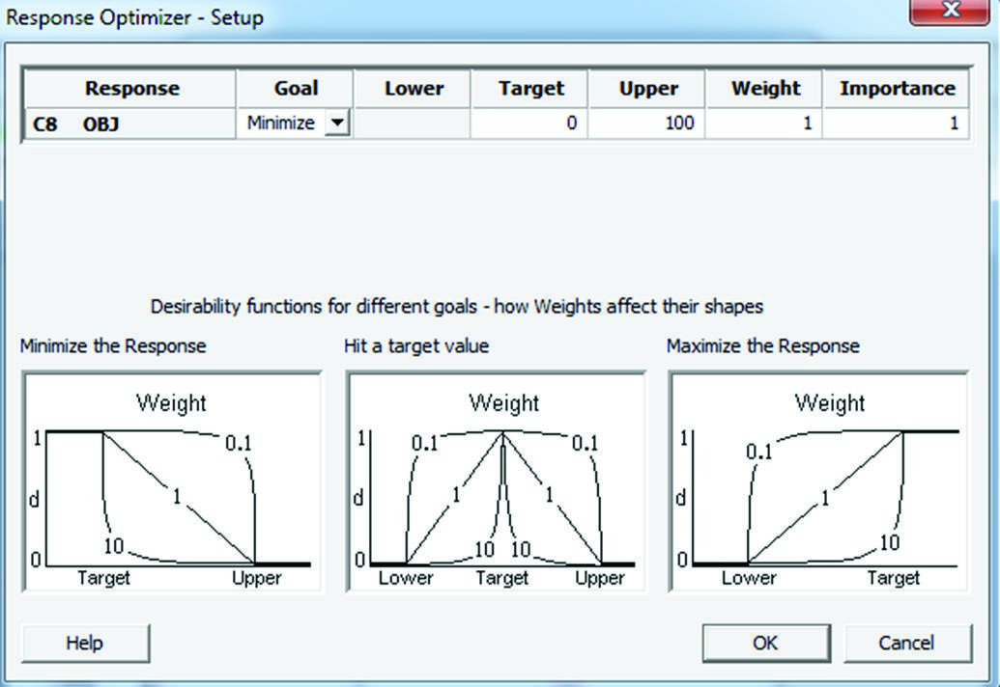 Response Optimizer - Setup
X
Response Goal Lower Target Upper Weight Importance
C8 OBJ Minimize 0 100 1 1
Desirability functions for different goals - how Weights affect their shapes
Minimize the Response Hit a target value Maximize the Response
Weight Weight Weight
1 0.1 1 0.1 0.1 1 0.1
d 1 d 1 1 d 1
0 10 0 10 10 0 10
Target Upper Lower Target Upper Lower Target
Help OK Cancel